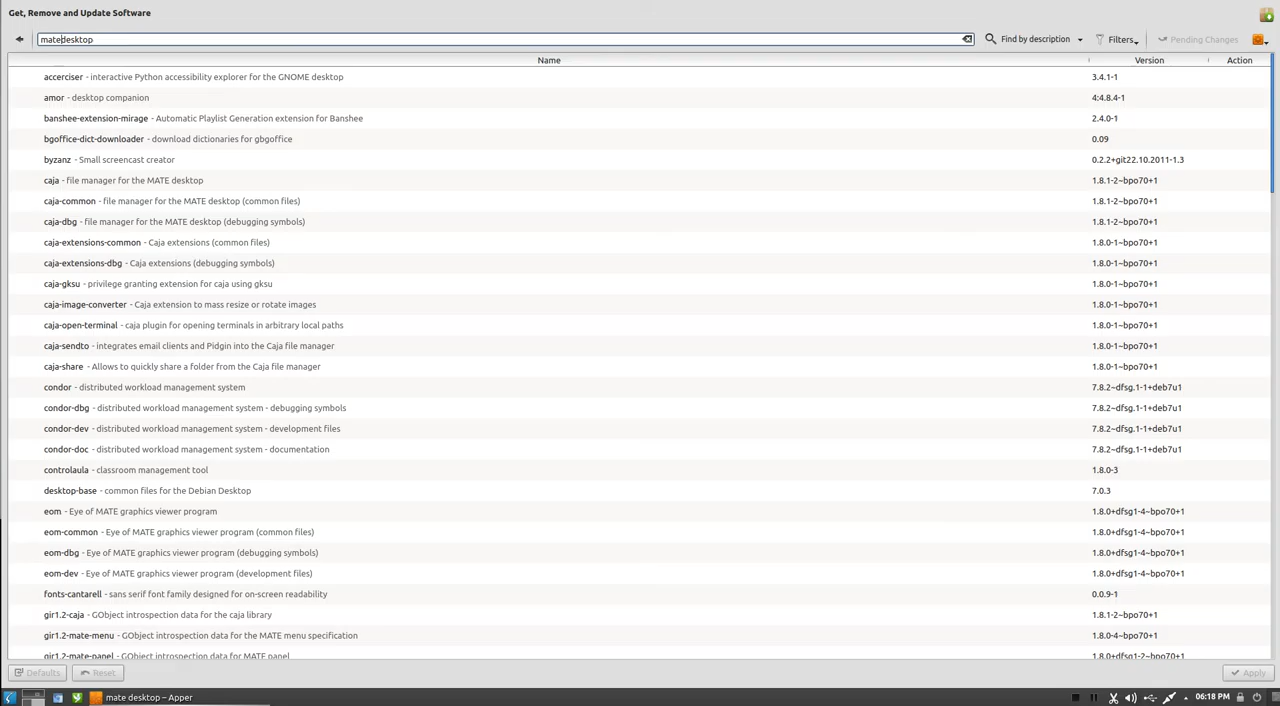 Get, Remove and Update Software
mate desktop
Find by description
Filters
Pending Changes
Name Version Action
accerciser - interactive Python accessibility explorer for the GNOME desktop 3.4.1-1
amor - desktop companion 4:4.8.4-1
banshee-extension-mirage - Automatic Playlist Generation extension for Banshee 2.4.0-1
bgoffice-dict-downloader - download dictionaries for gbgoffice 0.09
byzanz - Small screencast creator 0.2.2+git22.10.2011-1.3
caja - file manager for the MATE desktop 1.8.1-2~bpo70+1
caja-common - file manager for the MATE desktop (common files) 1.8.1-2~bpo70+1
caja-dbg - file manager for the MATE desktop (debugging symbols) 1.8.1-2~bpo70+1
caja-extensions-common - Caja extensions (common files) 1.8.0-1~bpo70+1
caja-extensions-dbg - Caja extensions (debugging symbols) 1.8.0-1~bpo70+1
caja-gksu - privilege granting extension for caja using gksu 1.8.0-1~bpo70+1
caja-image-converter - Caja extension to mass resize or rotate images 1.8.0-1~bpo70+1
caja-open-terminal - caja plugin for opening terminals in arbitrary local paths 1.8.0-1~bpo70+1
caja-sendto - integrates email clients and Pidgin into the Caja file manager 1.8.0-1~bpo70+1
caja-share - Allows to quickly share a folder from the Caja file manager 1.8.0-1~bpo70+1
condor - distributed workload management system 7.8.2~dfsg.1-1+deb7u1
condor-dbg - distributed workload management system - debugging symbols 7.8.2~dfsg.1-1+deb7u1
condor-dev - distributed workload management system - development files 7.8.2~dfsg.1-1+deb7u1
condor-doc - distributed workload management system - documentation 7.8.2~dfsg.1-1+deb7u1
controlaula - classroom management tool 1.8.0-3
desktop-base - common files for the Debian Desktop 7.0.3
eom - Eye of MATE graphics viewer program 1.8.0+dfsg1-4~bpo70+1
eom-common - Eye of MATE graphics viewer program (common files) 1.8.0+dfsg1-4~bpo70+1
eom-dbg - Eye of MATE graphics viewer program (debugging symbols) 1.8.0+dfsg1-4~bpo70+1
eom-dev - Eye of MATE graphics viewer program (development files) 1.8.0+dfsg1-4~bpo70+1
fonts-cantarell - sans serif font family designed for on-screen readability 0.0.9-1
gir1.2-caja - GObject introspection data for the caja library 1.8.1-2~bpo70+1
gir1.2-mate-menu - GObject introspection data for the MATE menu specification 1.8.0-4~bpo70+1
gir1.2-mate-panel - GObject introspection data for MATE panel 1.8.0+dfsg1-2~bpo70+1
Defaults Reset Apply
mate desktop – Apper
06:18 PM